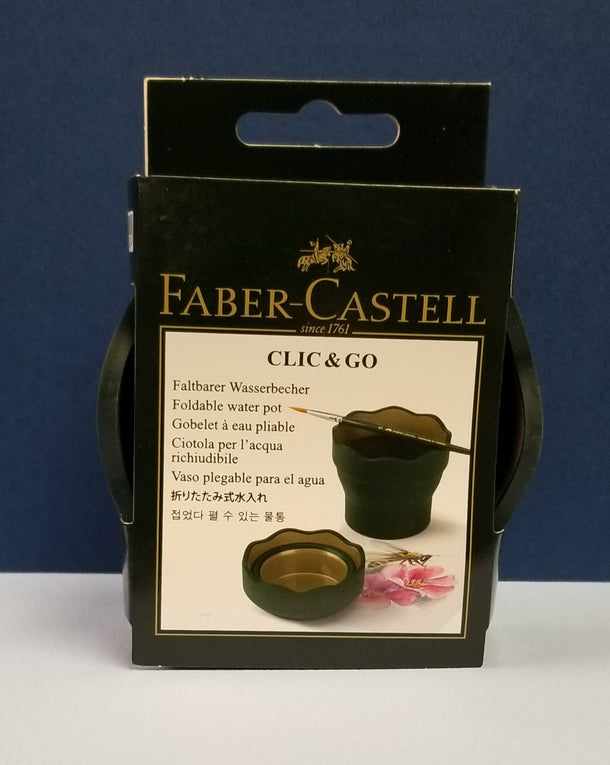 FABER-CASTELL
since 1761
CLIC & GO
Faltbarer Wasserbecher
Foldable water pot
Gobelet à eau pliable
Ciotola per l'acqua
richiudibile
Vaso plegable para el agua
折りたたみ式水入れ
접었다 펼 수 있는 물통